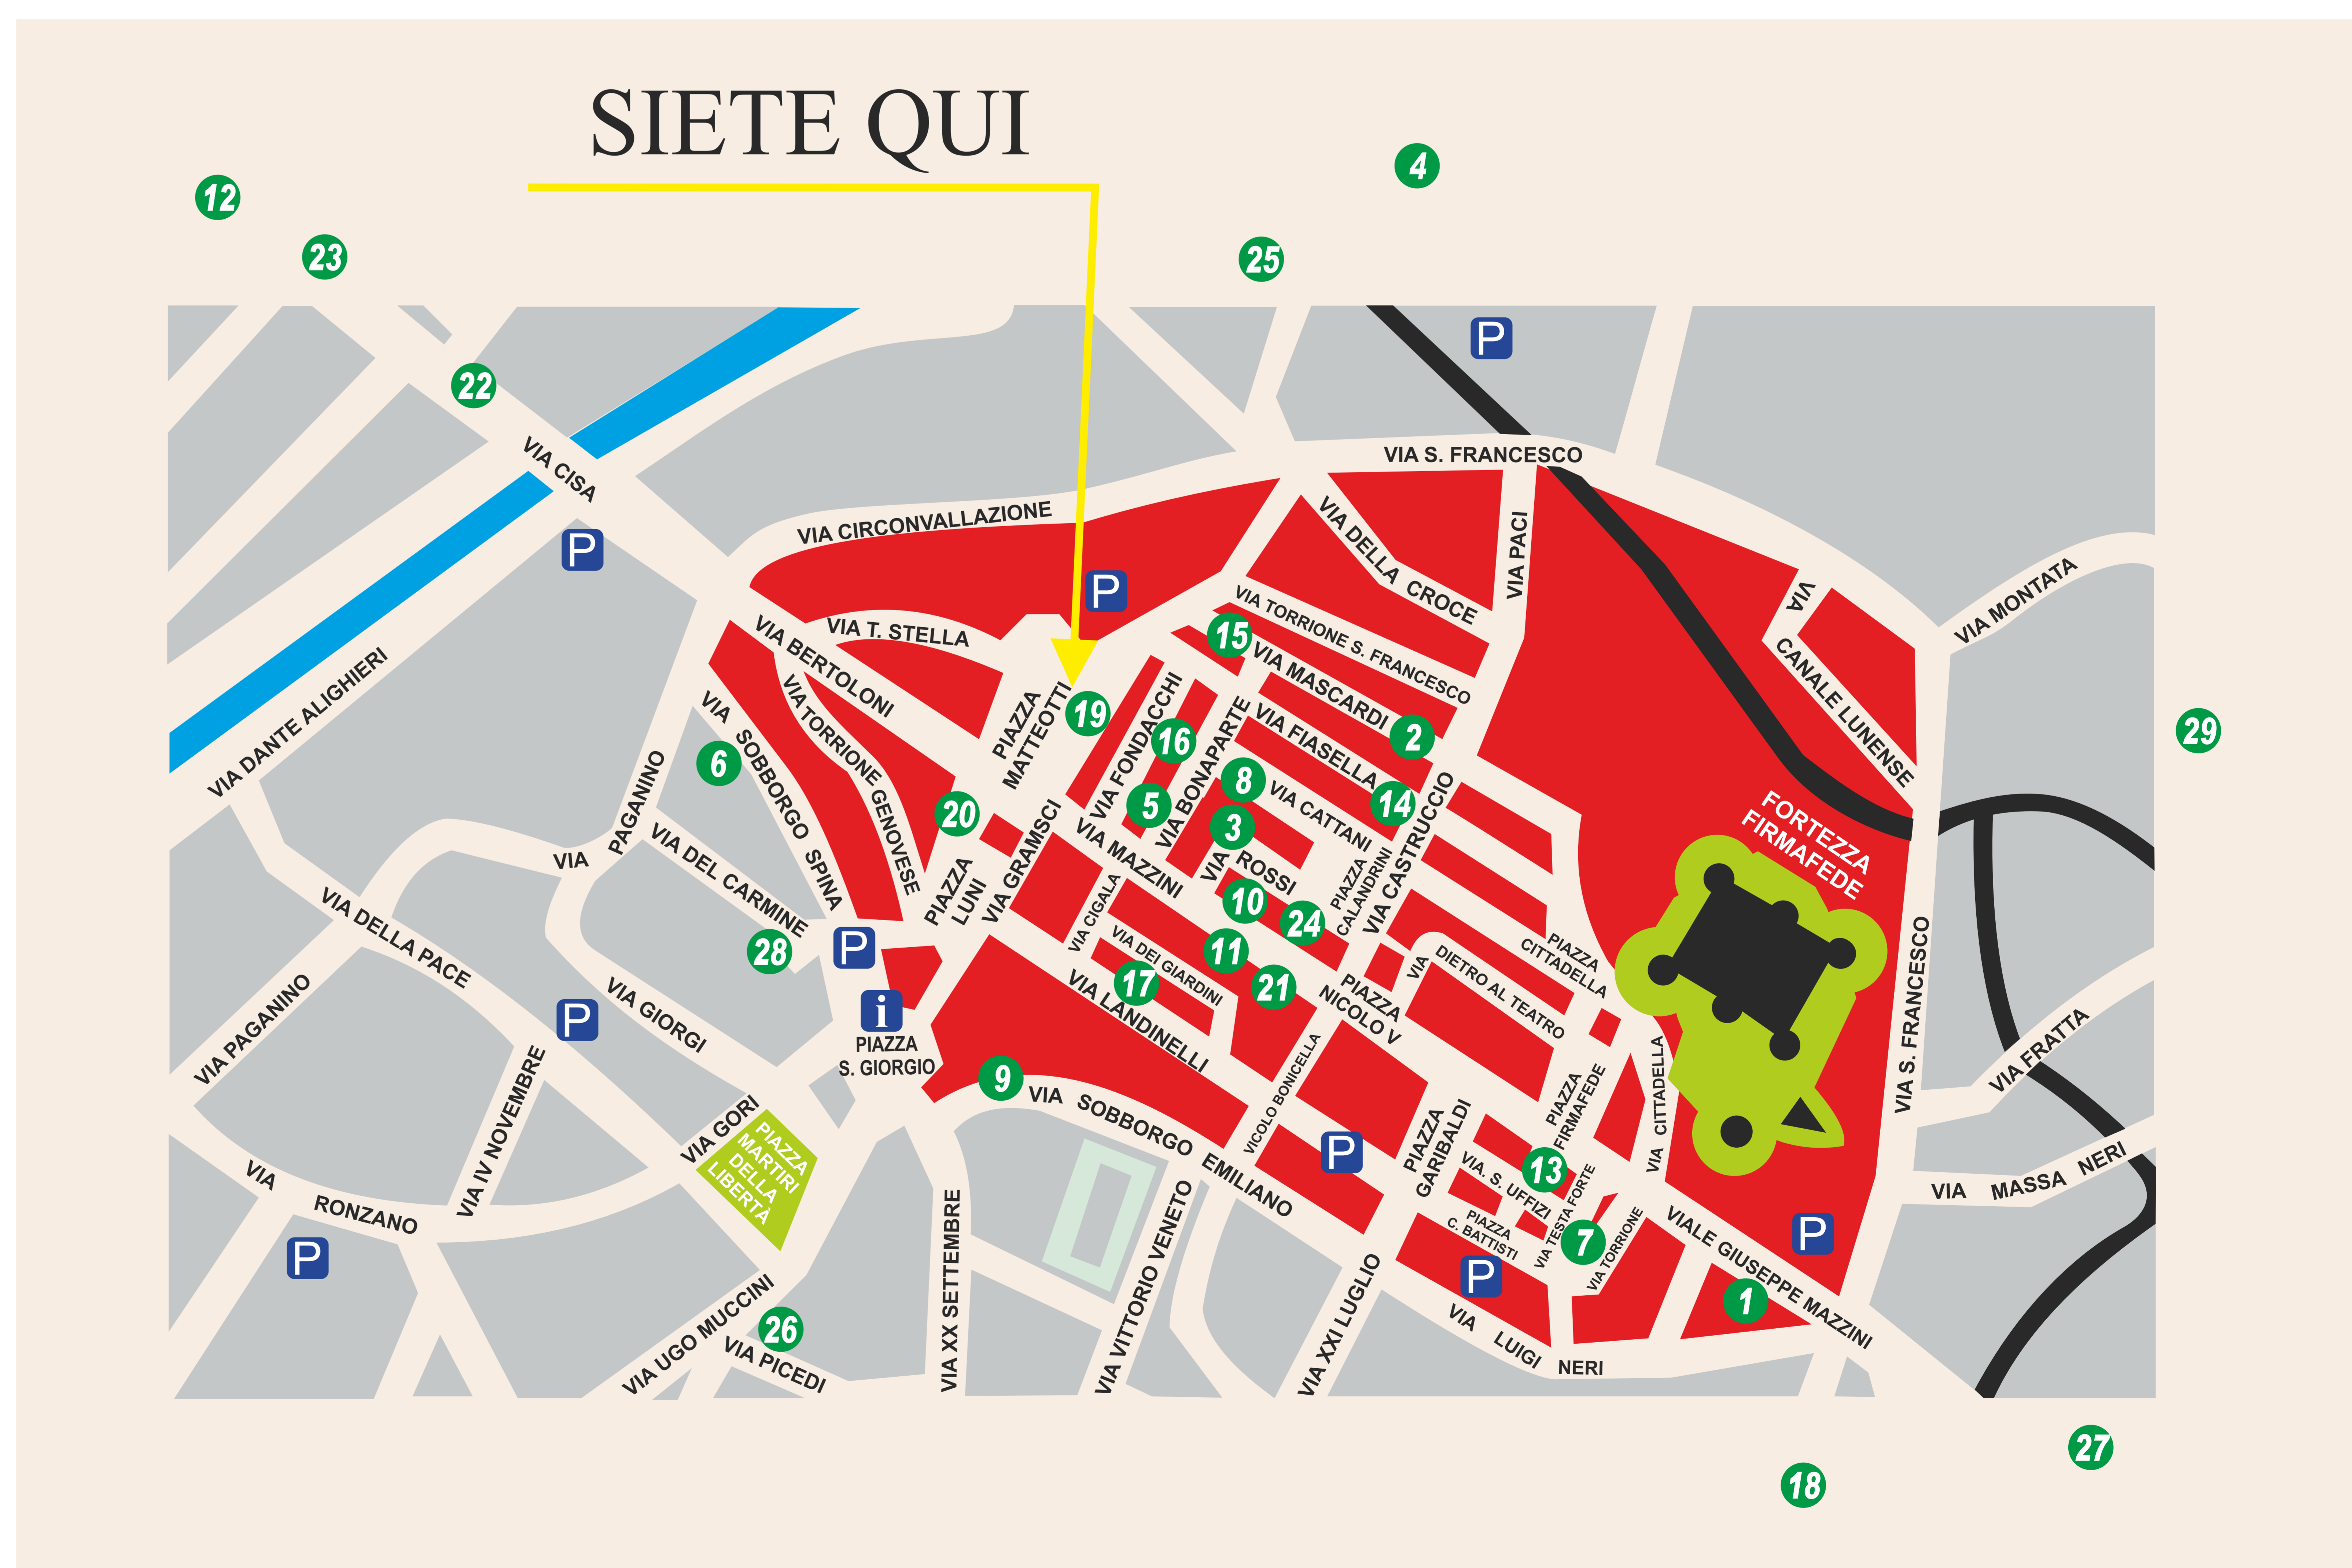 SIETE QUI
4
12
23
25
P
22
VIA CISA
VIA S. FRANCESCO
VIA CIRCONVALLAZIONE
P
P
VIA DELLA CROCE
VIA PACI
VIA MONTATA
VIA
CANALE LUNENSE
VIA T. STELLA
VIA BERTOLONI
15
VIA TORRIONE S. FRANCESCO
VIA MASCARDI
2
VIA DANTE ALIGHIERI
VIA TORRIONE GENOVESE
PIAZZA
MATTEOTTI
19
VIA FONDACCHI
16
VIA BONAPARTE
VIA FIASELLA
14
29
6
VIA SOBBORGO SPINA
VIA PAGANINO
20
5
8
VIA CATTANI
3
VIA ROSSI
VIA CASTRUCCIO
FORTEZZA
FIRMAFEDE
VIA DEL CARMINE
PIAZZA
LUNI
VIA GRAMSCI
VIA MAZZINI
PIAZZA
CALANDRINI
10
24
VIA CIGALA
VIA DELLA PACE
28
P
11
VIA DEI GIARDINI
17
21
PIAZZA
NICOLO V
VIA DIETRO AL TEATRO
PIAZZA
CITTADELLA
VIA S. FRANCESCO
VIA PAGANINO
P
VIA GIORGI
i
PIAZZA
S. GIORGIO
VIA LANDINELLI
VICOLO BONICELLA
PIAZZA
FIRMAFEDE
VIA CITTADELLA
VIA FRATTA
9
VIA SOBBORGO EMILIANO
P
VIA IV NOVEMBRE
VIA GORI
PIAZZA
MARTIRI
DELLA
LIBERTÀ
PIAZZA
GARIBALDI
VIA. S. UFFIZI
13
VIA TESTA FORTE
7
VIA TORRIONE
PIAZZA
C. BATTISTI
P
VIA MASSA NERI
VIA RONZANO
P
VIA XX SETTEMBRE
VIA VITTORIO VENETO
VIA XXI LUGLIO
VIALE GIUSEPPE MAZZINI
P
1
VIA UGO MUCCINI
26
VIA PICEDI
VIA LUIGI NERI
27
18